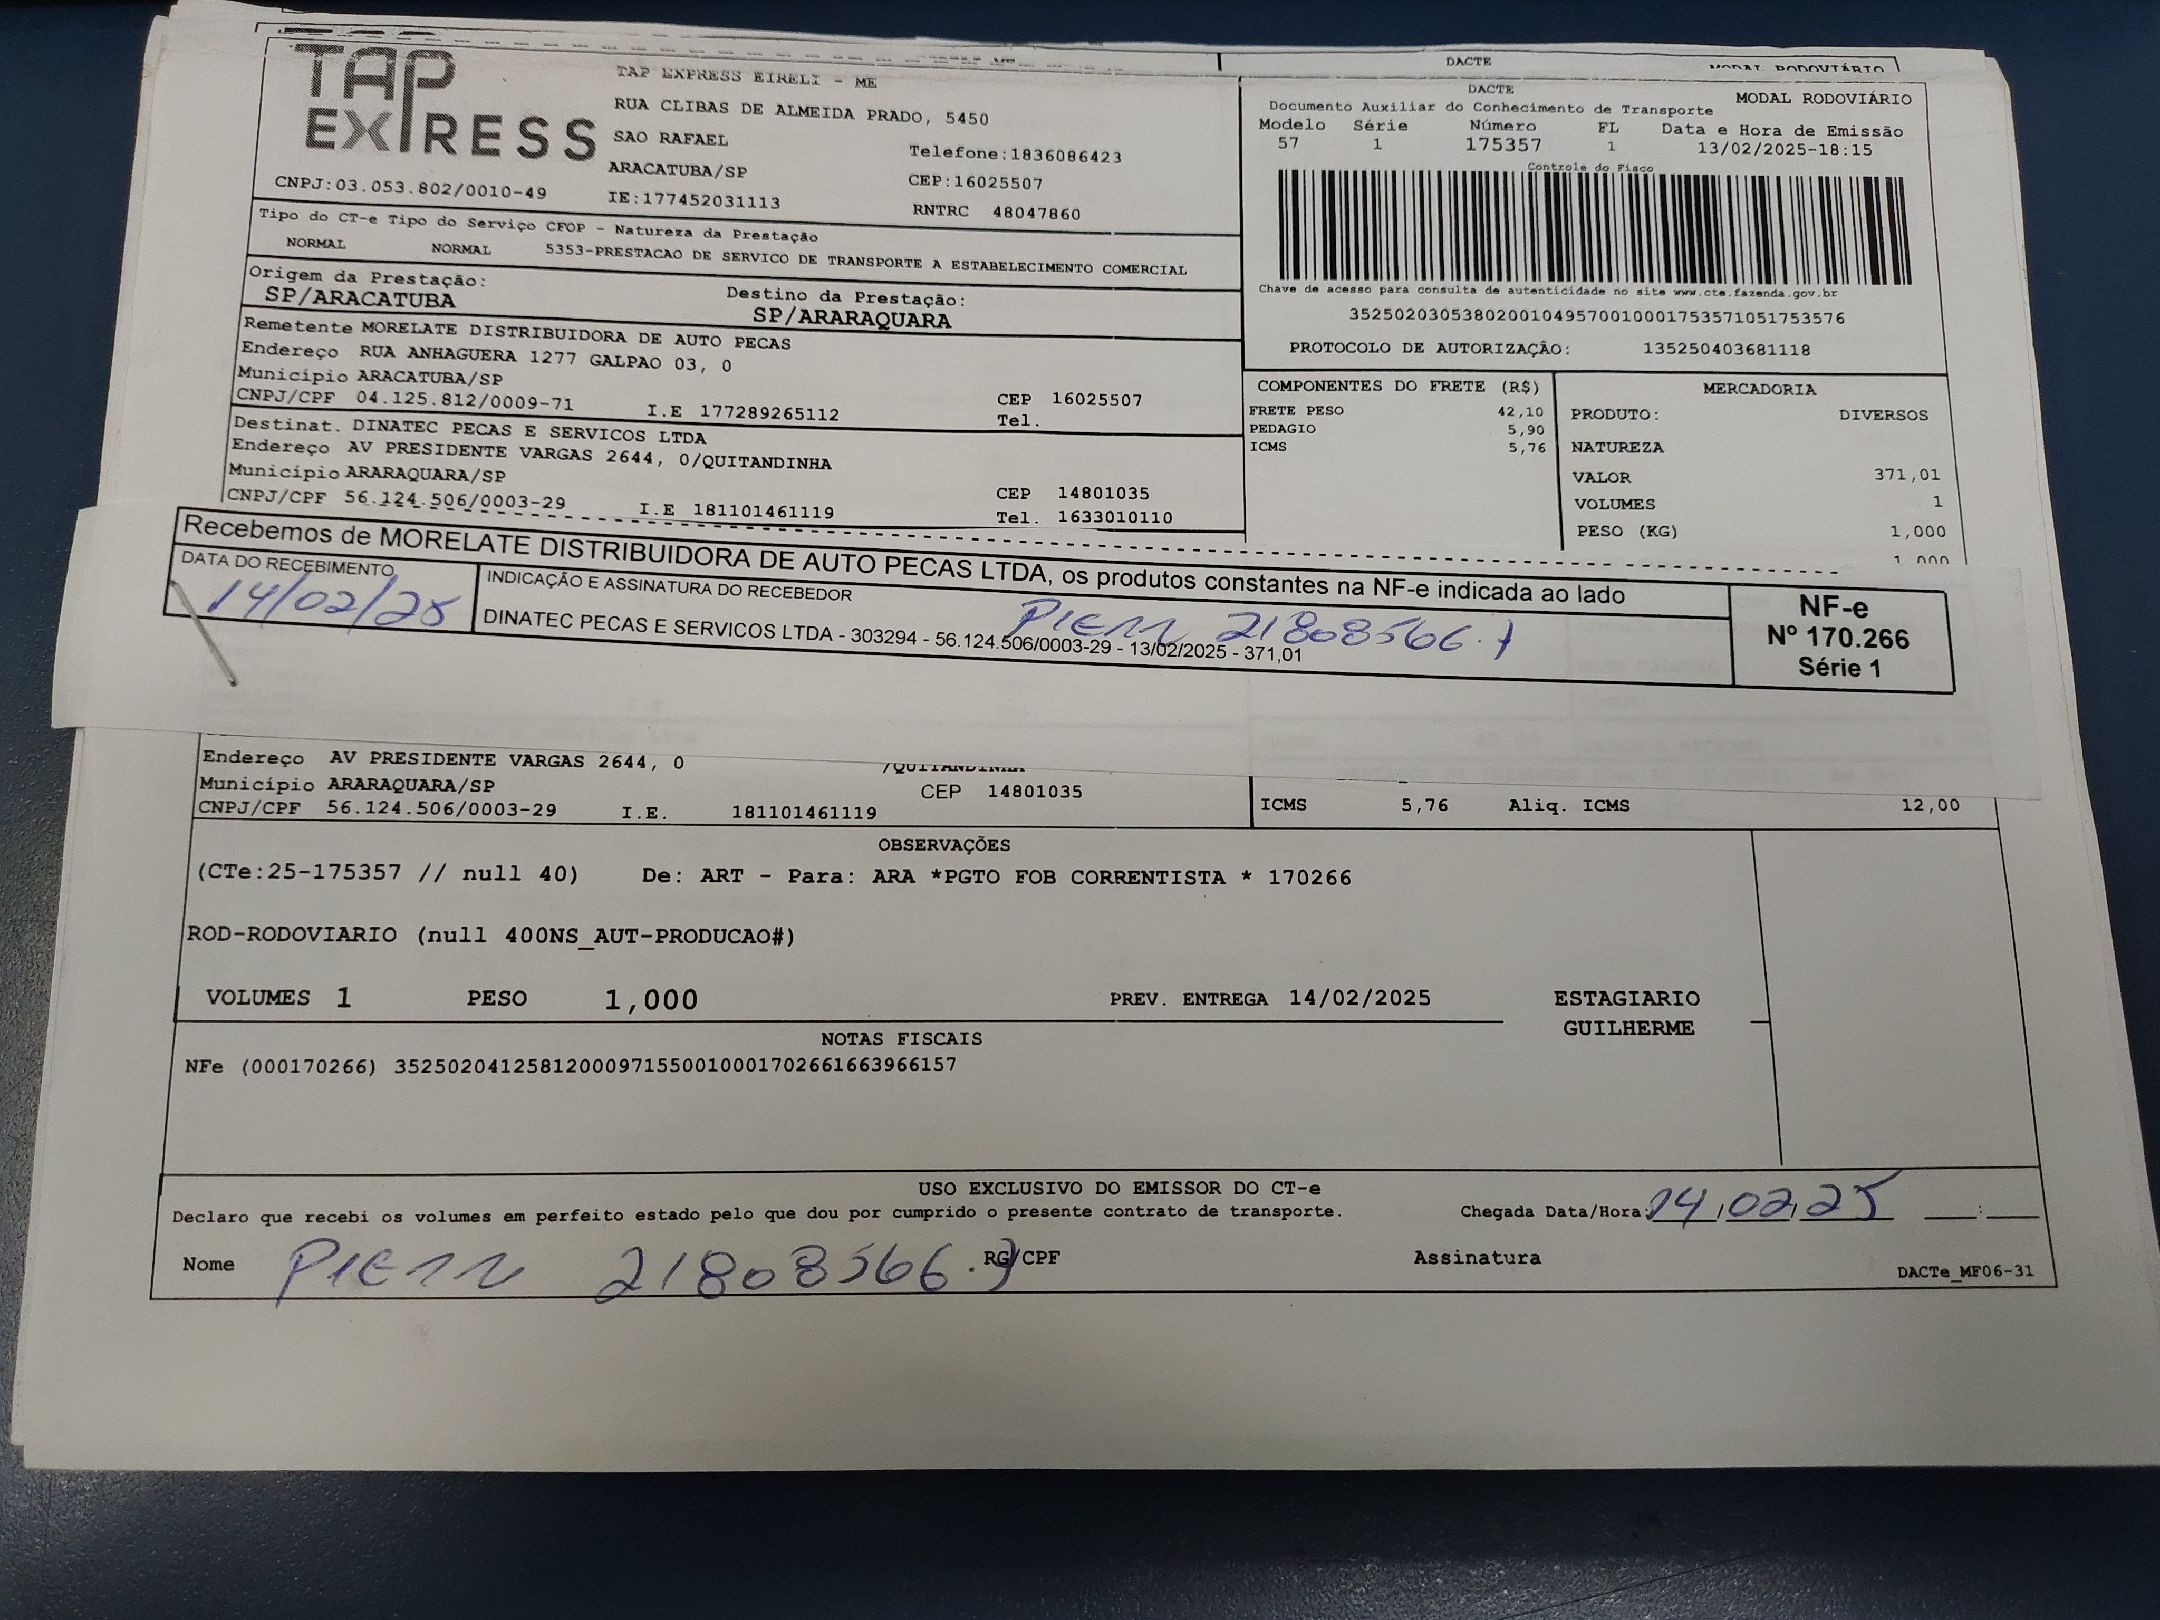 TAP EXPRESS
TAP EXPRESS EIRELI - ME
RUA CLIBAS DE ALMEIDA PRADO, 5450
SAO RAFAEL
ARACATUBA/SP
Telefone:1836086423
CEP:16025507
CNPJ:03.053.802/0010-49
IE:177452031113
RNTRC 48047860
Tipo do CT-e Tipo do Serviço CFOP - Natureza da Prestação
NORMAL NORMAL 5353-PRESTACAO DE SERVICO DE TRANSPORTE A ESTABELECIMENTO COMERCIAL
Origem da Prestação:
SP/ARACATUBA
Destino da Prestação:
SP/ARARAQUARA
Remetente MORELATE DISTRIBUIDORA DE AUTO PECAS
Endereço RUA ANHAGUERA 1277 GALPAO 03, 0
Município ARACATUBA/SP
CEP 16025507
CNPJ/CPF 04.125.812/0009-71 I.E 177289265112 Tel.
Destinat. DINATEC PECAS E SERVICOS LTDA
Endereço AV PRESIDENTE VARGAS 2644, 0/QUITANDINHA
Município ARARAQUARA/SP
CEP 14801035
CNPJ/CPF 56.124.506/0003-29 I.E 181101461119 Tel. 1633010110
DACTE
MODAL RODOVIÁRIO
DACTE
Documento Auxiliar do Conhecimento de Transporte
MODAL RODOVIÁRIO
Modelo Série Número FL Data e Hora de Emissão
57 1 175357 1 13/02/2025-18:15
Controle do Fisco
Chave de acesso para consulta de autenticidade no site www.cte.fazenda.gov.br
35250203053802001049570010001753571051753576
PROTOCOLO DE AUTORIZAÇÃO: 135250403681118
COMPONENTES DO FRETE (R$)
FRETE PESO 42,10
PEDAGIO 5,90
ICMS 5,76
MERCADORIA
PRODUTO: DIVERSOS
NATUREZA
VALOR 371,01
VOLUMES 1
PESO (KG) 1,000
1,000
Recebemos de MORELATE DISTRIBUIDORA DE AUTO PECAS LTDA, os produtos constantes na NF-e indicada ao lado
DATA DO RECEBIMENTO
14/02/25
INDICAÇÃO E ASSINATURA DO RECEBEDOR
PIERR 21808566.7
DINATEC PECAS E SERVICOS LTDA - 303294 - 56.124.506/0003-29 - 13/02/2025 - 371,01
NF-e
Nº 170.266
Série 1
Endereço AV PRESIDENTE VARGAS 2644, 0 /QUITANDINHA
Município ARARAQUARA/SP CEP 14801035
CNPJ/CPF 56.124.506/0003-29 I.E. 181101461119
ICMS 5,76 Aliq. ICMS 12,00
OBSERVAÇÕES
(CTe:25-175357 // null 40) De: ART - Para: ARA *PGTO FOB CORRENTISTA * 170266
ROD-RODOVIARIO (null 400NS_AUT-PRODUCAO#)
VOLUMES 1 PESO 1,000 PREV. ENTREGA 14/02/2025
ESTAGIARIO
GUILHERME
NOTAS FISCAIS
NFe (000170266) 35250204125812000971550010001702661663966157
USO EXCLUSIVO DO EMISSOR DO CT-e
Declaro que recebi os volumes em perfeito estado pelo que dou por cumprido o presente contrato de transporte.
Chegada Data/Hora: 14/02/25 __:__
Nome PIERR 21808566.7 RG/CPF Assinatura
DACTe_MF06-31